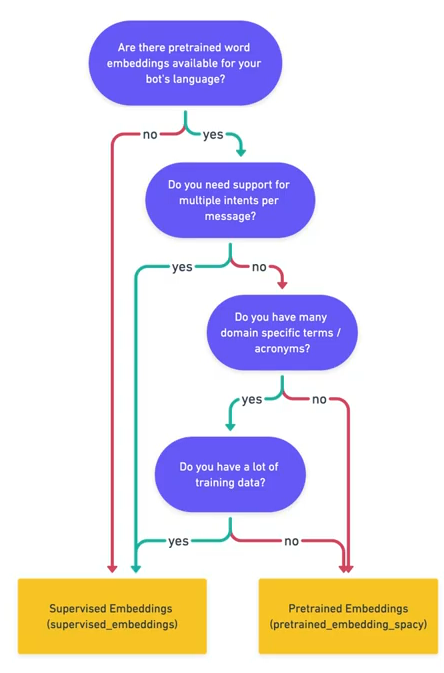 Are there pretrained word
embeddings available for your
bot's language?
no
yes
Do you need support for
multiple intents per
message?
yes
no
Do you have many
domain specific terms /
acronyms?
yes
no
Do you have a lot of
training data?
yes
no
Supervised Embeddings
(supervised_embeddings)
Pretrained Embeddings
(pretrained_embedding_spacy)